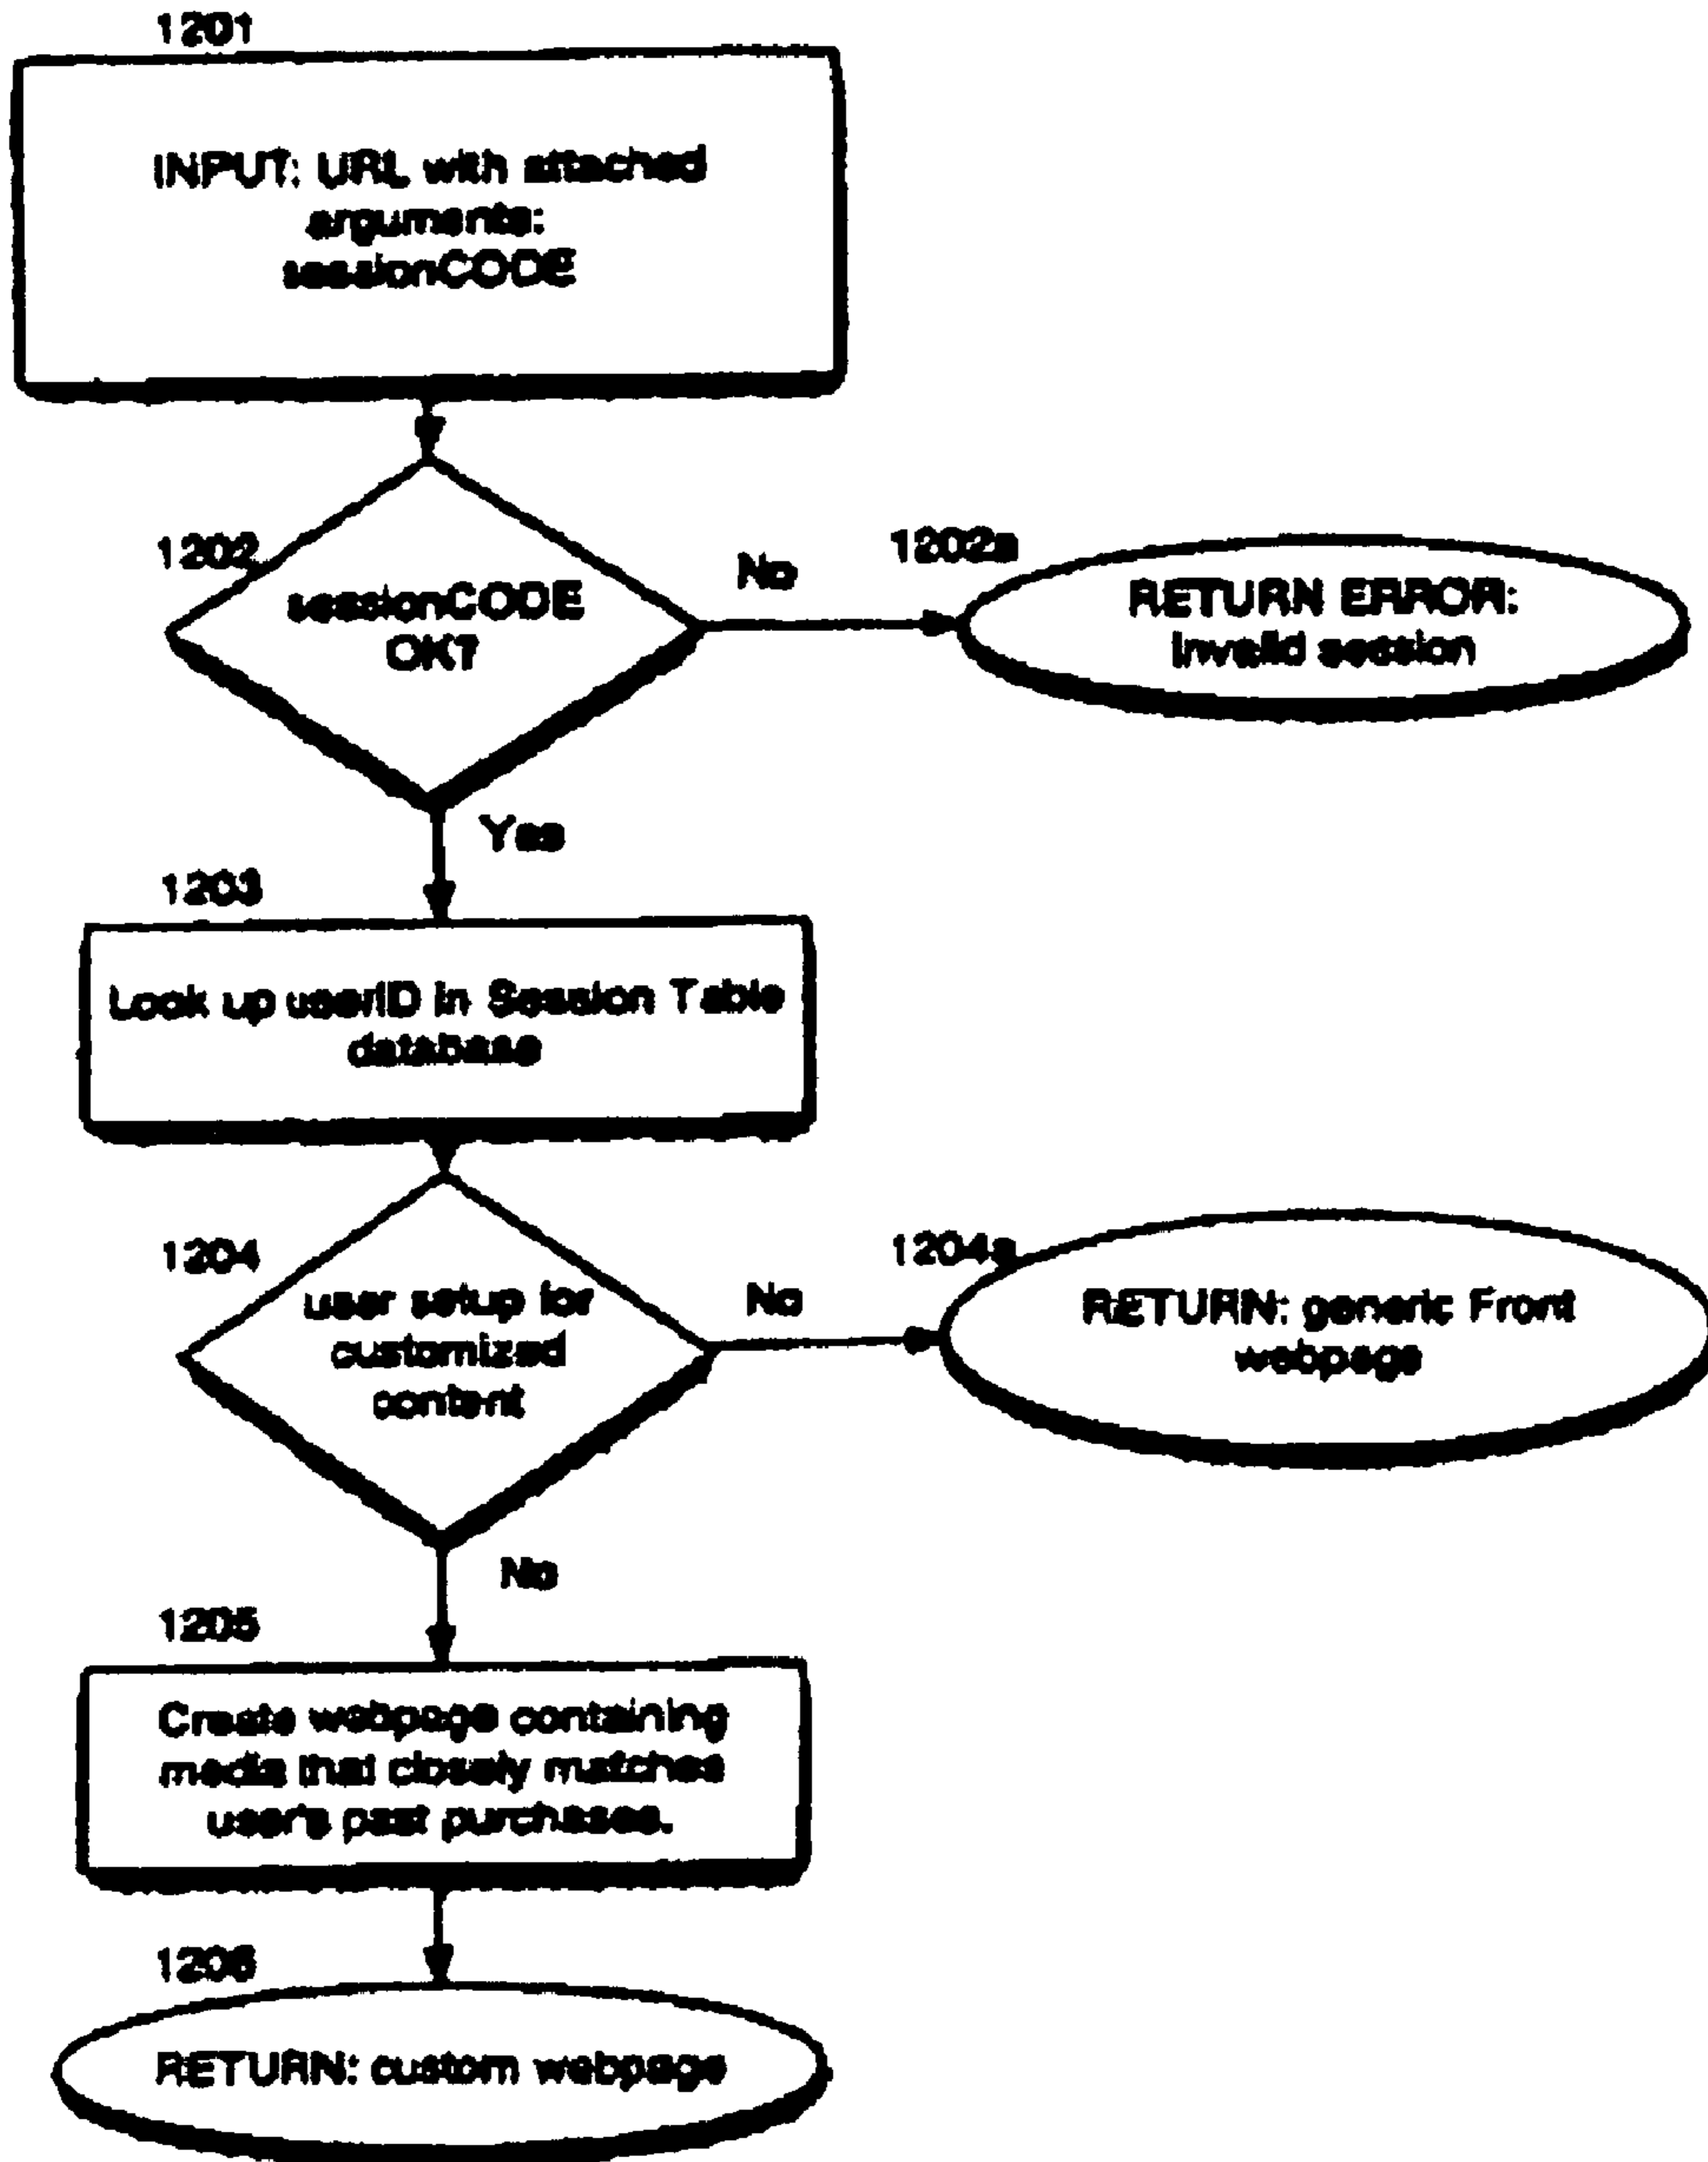 1201
INPUT: URL with attached
arguments:
sessionCODE
1202
sessionCODE
OK?
No
1202a
RETURN ERROR:
Invalid session
Yes
1203
Look up userID in Session Table
database
1204
user setup for
customized
content
No
1204a
RETURN: generic Front
webpage
No
1205
Create webpage containing
media that closely matches
user's past purchases.
1206
RETURN: custom webpage